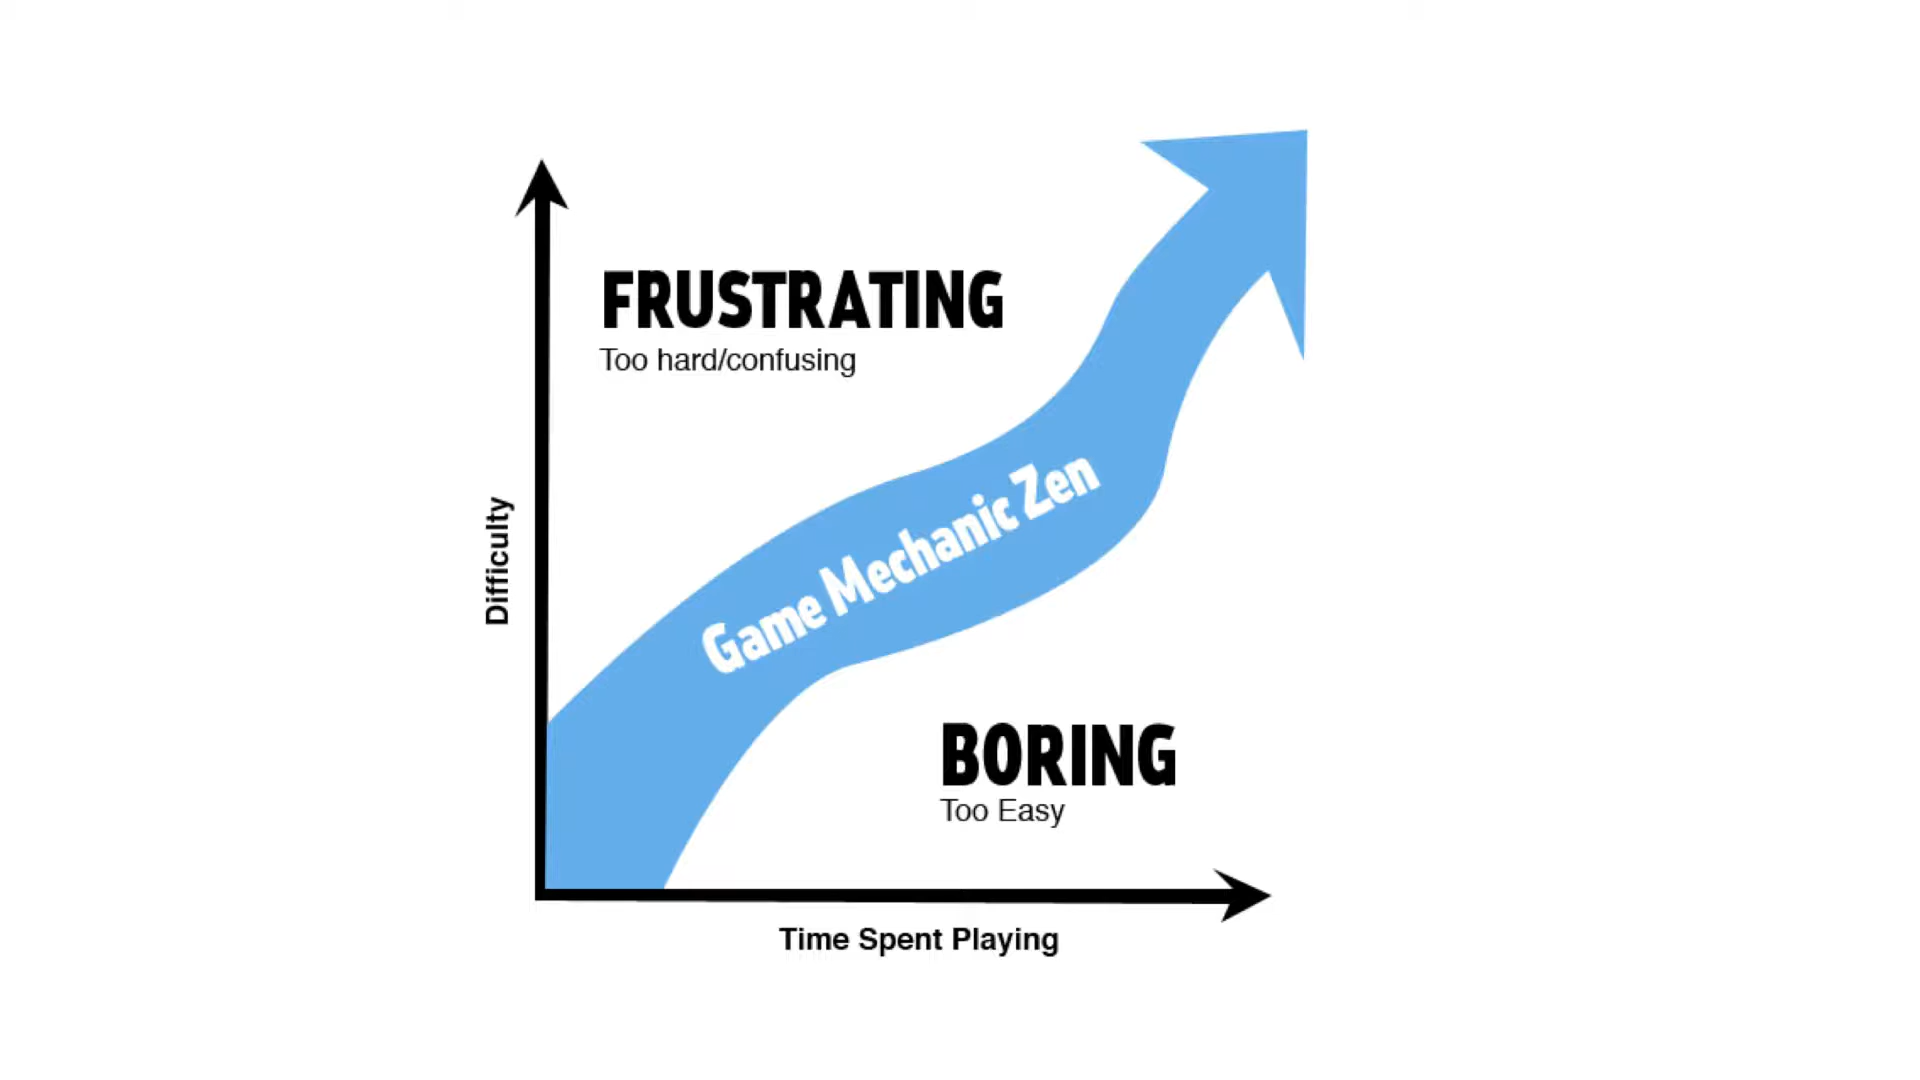 FRUSTRATING
Too hard/confusing
Difficulty
Game Mechanic Zen
BORING
Too Easy
Time Spent Playing